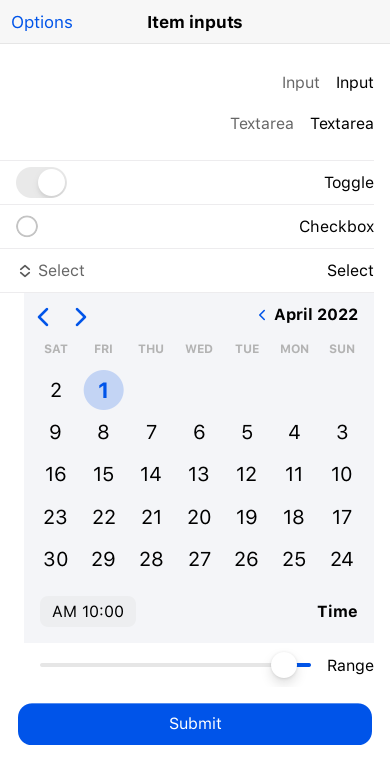 Options Item inputs
Input Input
Textarea Textarea
Toggle
Checkbox
Select Select
April 2022
SAT FRI THU WED TUE MON SUN
2 1
9 8 7 6 5 4 3
16 15 14 13 12 11 10
23 22 21 20 19 18 17
30 29 28 27 26 25 24
AM 10:00 Time
Range
Submit